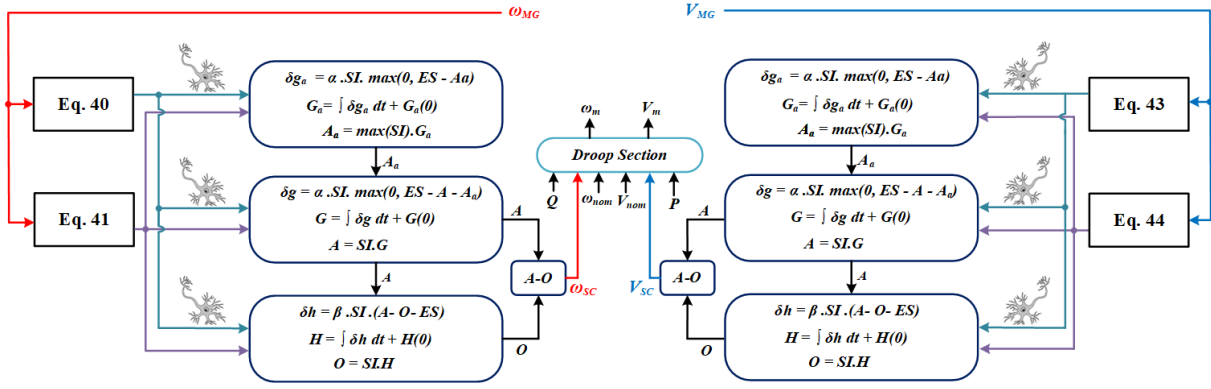 ω_MG
V_MG
Eq. 40
Eq. 41
δg_a = α .SI. max(0, ES - Aa)
G_a = ∫ δg_a dt + G_a(0)
A_a = max(SI).G_a
A_a
δg = α .SI. max(0, ES - A - A_a)
G = ∫ δg dt + G(0)
A = SI.G
A
A
δh = β .SI .(A- O- ES)
H = ∫ δh dt + H(0)
O = SI.H
O
A-O
ω_SC
ω_m
V_m
Droop Section
Q
ω_nom
V_nom
P
V_SC
A-O
A
O
δg_a = α .SI. max(0, ES - Aa)
G_a = ∫ δg_a dt + G_a(0)
A_a = max(SI).G_a
A_a
δg = α .SI. max(0, ES - A - A_a)
G = ∫ δg dt + G(0)
A = SI.G
A
δh = β .SI .(A- O- ES)
H = ∫ δh dt + H(0)
O = SI.H
Eq. 43
Eq. 44